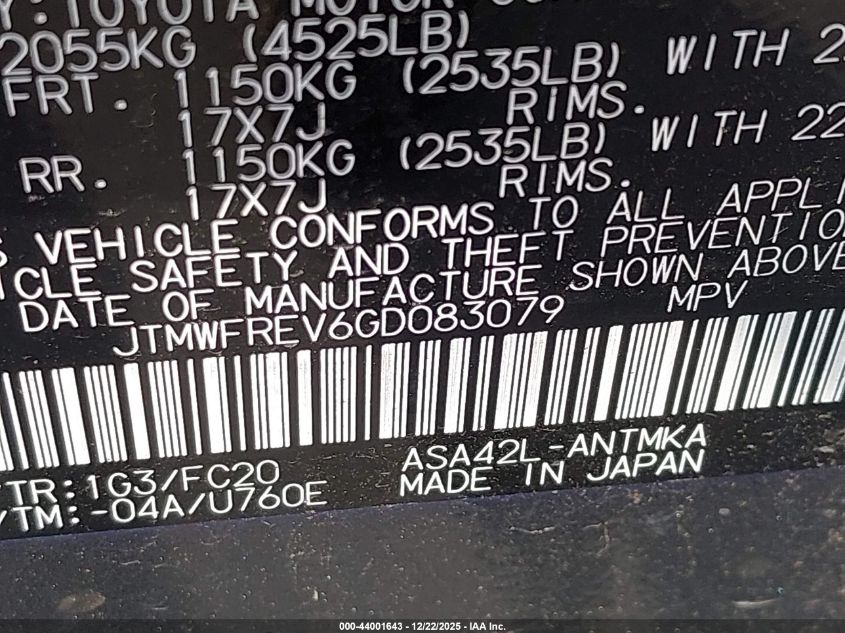 Y:TOYOTA MOTOR
2055KG (4525LB)
FRT. 1150KG (2535LB) WITH
17X7J RIMS.
RR. 1150KG (2535LB) WITH 22
17X7J RIMS.
VEHICLE CONFORMS TO ALL APPLI
CLE SAFETY AND THEFT PREVENTIO
DATE OF MANUFACTURE SHOWN ABOVE
JTMWFREV6GD083079 MPV
TR:1G3/FC20 ASA42L-ANTMKA
/TM:-04A/U760E MADE IN JAPAN
000-44001643 - 12/22/2025 - IAA Inc.